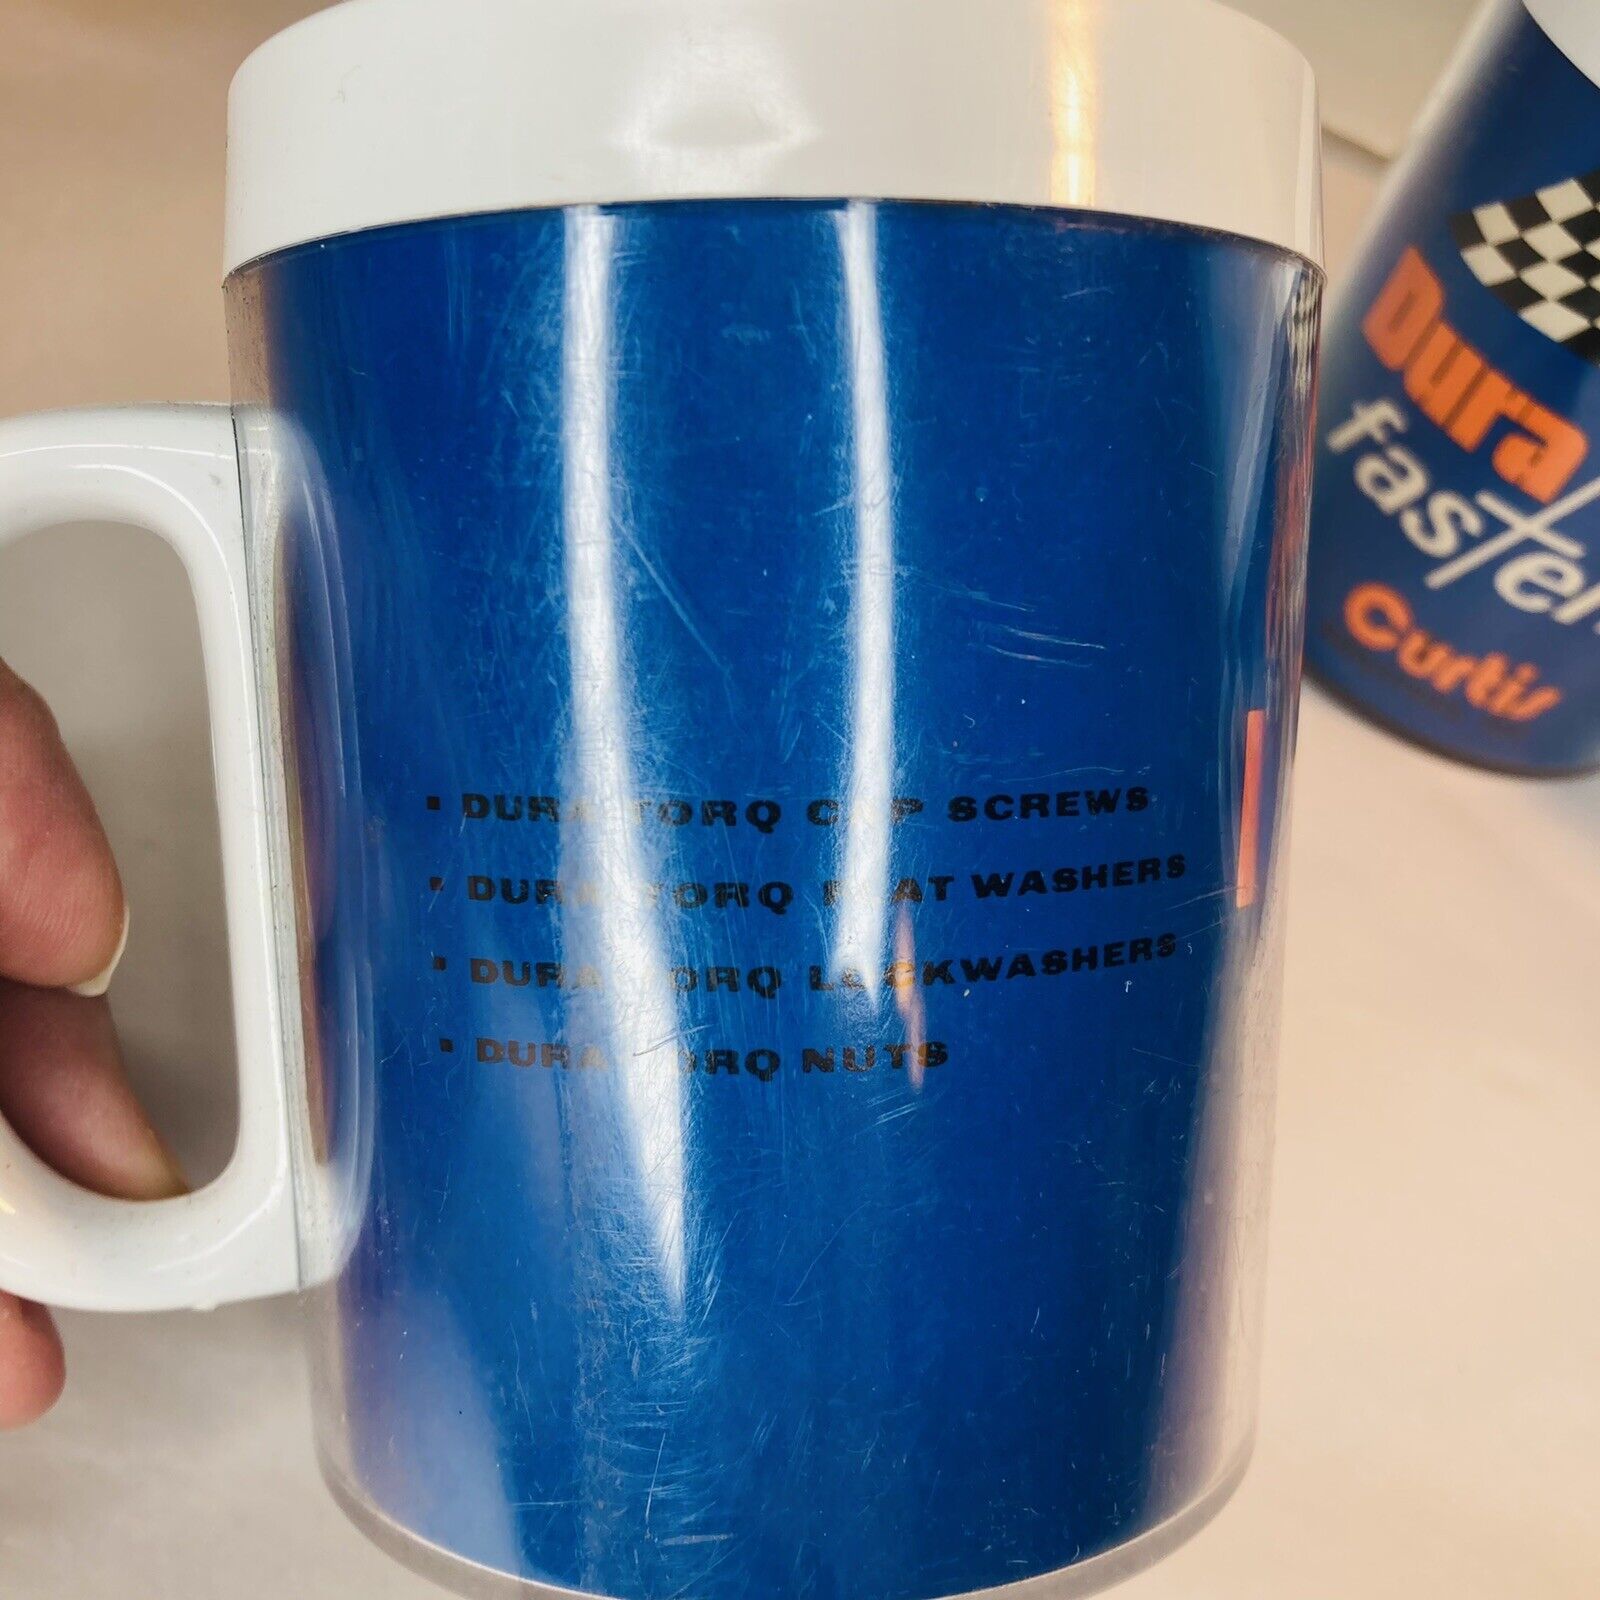 ▪ DURA TORQ CAP SCREWS
▪ DURA TORQ FLAT WASHERS
▪ DURA TORQ LOCKWASHERS
▪ DURA TORQ NUTS
Dura
fasten
Curtis